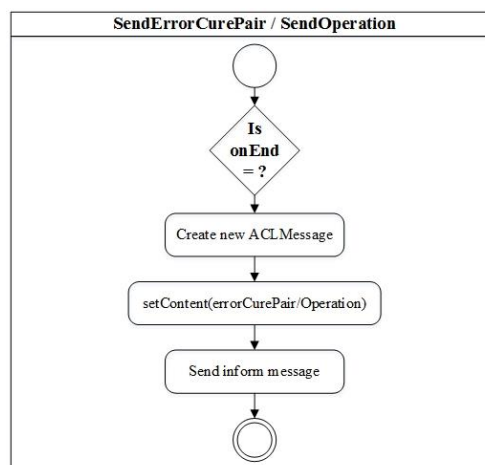 SendErrorCurePair / SendOperation
Is
onEnd
= ?
Create new ACLMessage
setContent(errorCurePair/Operation)
Send inform message